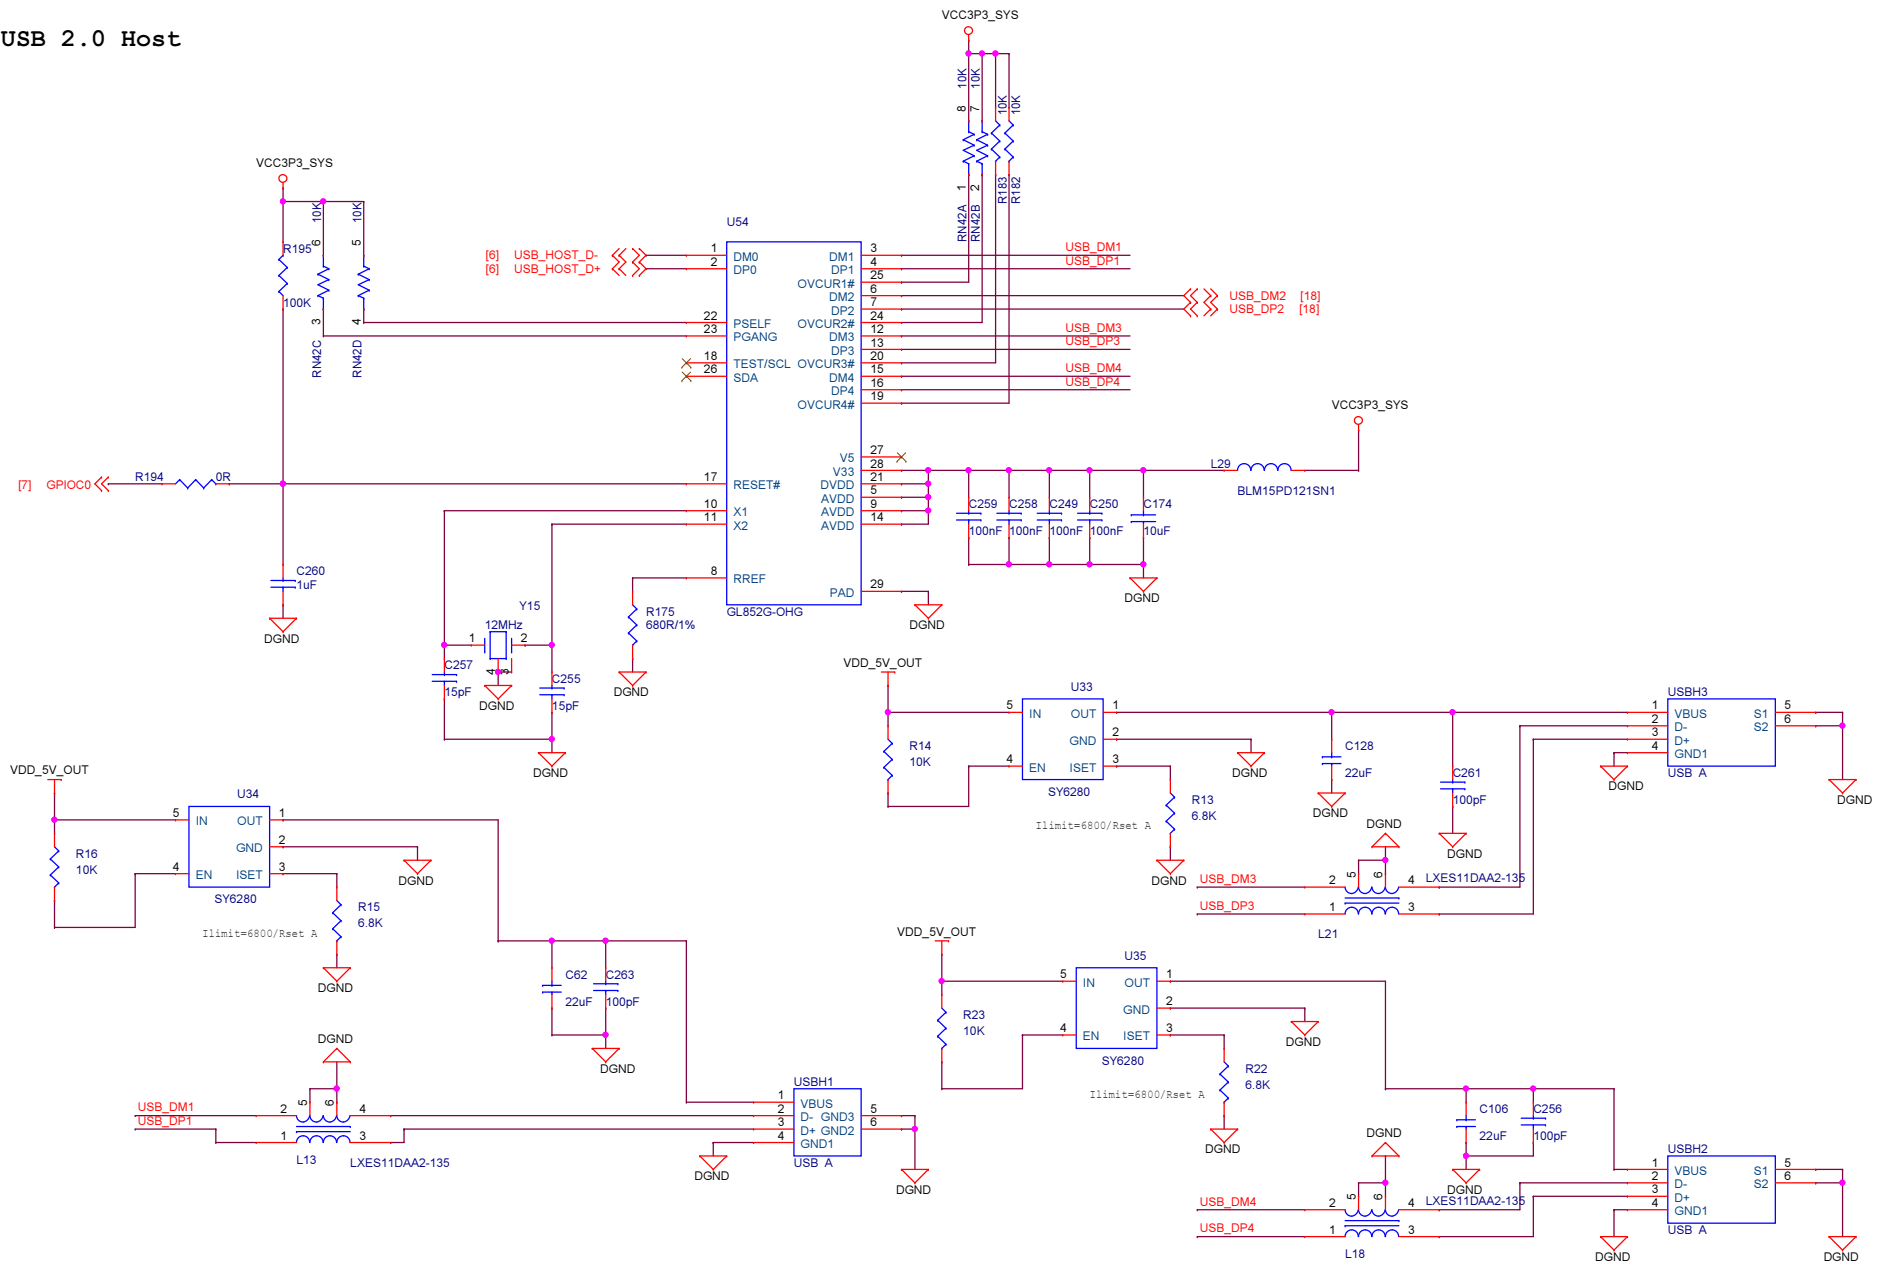 USB 2.0 Host
VCC3P3_SYS
10K
10K
10K
10K
8
7
1
2
RN42A
RN42B
R183
R182
VCC3P3_SYS
R195
100K
10K
10K
6
5
3
4
RN42C
RN42D
U54
[6] USB_HOST_D-
[6] USB_HOST_D+
1 DM0
2 DP0
22 PSELF
23 PGANG
18 TEST/SCL
26 SDA
17 RESET#
10 X1
11 X2
8 RREF
DM1 3 USB_DM1
DP1 4 USB_DP1
OVCUR1# 25
DM2 6 USB_DM2 [18]
DP2 7 USB_DP2 [18]
OVCUR2# 24
DM3 12 USB_DM3
DP3 13 USB_DP3
OVCUR3# 20
DM4 15 USB_DM4
DP4 16 USB_DP4
OVCUR4# 19
V5 27
V33 28
DVDD 21
AVDD 5
AVDD 9
AVDD 14
PAD 29
GL852G-OHG
DGND
VCC3P3_SYS
L29
BLM15PD121SN1
C259
100nF
C258
100nF
C249
100nF
C250
100nF
C174
10uF
DGND
[7] GPIOC0
R194 0R
C260
1uF
DGND
Y15
12MHz
1 2
4 3
DGND
C257
15pF
C255
15pF
DGND
R175
680R/1%
DGND
VDD_5V_OUT
U33
5 IN OUT 1
GND 2
4 EN ISET 3
SY6280
R14
10K
DGND
R13
6.8K
Ilimit=6800/Rset A
DGND
C128
22uF
DGND
C261
100pF
DGND
USBH3
1 VBUS S1 5
2 D- S2 6
3 D+
4 GND1
USB A
DGND
DGND
DGND
USB_DM3 2 5 6 4 LXES11DAA2-135
USB_DP3 1 3
L21
VDD_5V_OUT
U34
5 IN OUT 1
GND 2
4 EN ISET 3
SY6280
R16
10K
DGND
R15
6.8K
Ilimit=6800/Rset A
DGND
C62
22uF
C263
100pF
DGND
DGND
USB_DM1 2 5 6 4
USB_DP1 1 3
L13 LXES11DAA2-135
USBH1
1 VBUS
2 D- GND3 5
3 D+ GND2 6
4 GND1
USB A
DGND
DGND
VDD_5V_OUT
U35
5 IN OUT 1
GND 2
4 EN ISET 3
SY6280
R23
10K
DGND
R22
6.8K
Ilimit=6800/Rset A
DGND
C106
22uF
C256
100pF
DGND
DGND
USB_DM4 2 5 6 4 LXES11DAA2-135
USB_DP4 1 3
L18
USBH2
1 VBUS S1 5
2 D- S2 6
3 D+
4 GND1
USB A
DGND
DGND